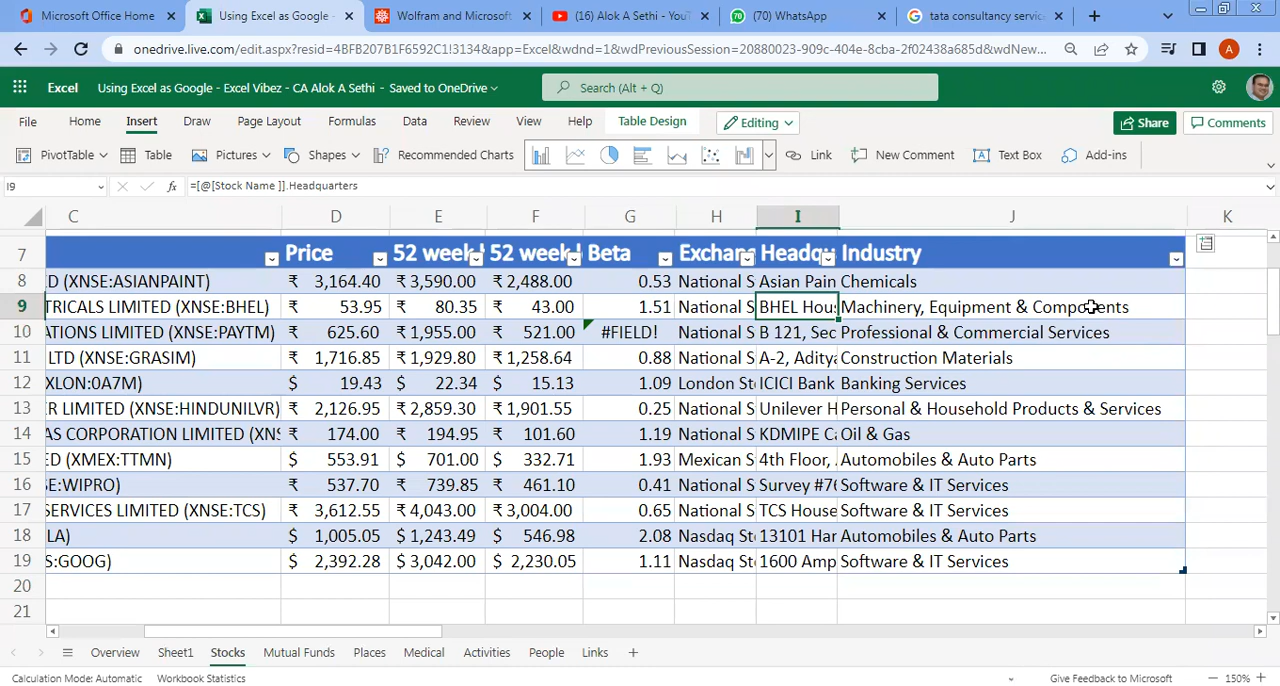 Microsoft Office Home
Using Excel as Google -
Wolfram and Microsoft
(16) Alok A Sethi - You
(70) WhatsApp
tata consultancy servic
onedrive.live.com/edit.aspx?resid=4BFB207B1F6592C1!3134&app=Excel&wdnd=1&wdPreviousSession=20880023-909c-404e-8cba-2f02438a685d&wdNew...
A
Excel
Using Excel as Google - Excel Vibez - CA Alok A Sethi - Saved to OneDrive
Search (Alt + Q)
File Home Insert Draw Page Layout Formulas Data Review View Help Table Design Editing Share Comments
PivotTable Table Pictures Shapes Recommended Charts Link New Comment Text Box Add-ins
I9 fx =[@[Stock Name ]].Headquarters
C D E F G H I J K
7 Price 52 week 52 week Beta Exchan Headq Industry
8 D (XNSE:ASIANPAINT) ₹ 3,164.40 ₹ 3,590.00 ₹ 2,488.00 0.53 National S Asian Pain Chemicals
9 TRICALS LIMITED (XNSE:BHEL) ₹ 53.95 ₹ 80.35 ₹ 43.00 1.51 National S BHEL Hous Machinery, Equipment & Components
10 ATIONS LIMITED (XNSE:PAYTM) ₹ 625.60 ₹ 1,955.00 ₹ 521.00 #FIELD! National S B 121, Sec Professional & Commercial Services
11 LTD (XNSE:GRASIM) ₹ 1,716.85 ₹ 1,929.80 ₹ 1,258.64 0.88 National S A-2, Aditya Construction Materials
12 XLON:0A7M) $ 19.43 $ 22.34 $ 15.13 1.09 London Sto ICICI Bank Banking Services
13 R LIMITED (XNSE:HINDUNILVR) ₹ 2,126.95 ₹ 2,859.30 ₹ 1,901.55 0.25 National S Unilever H Personal & Household Products & Services
14 AS CORPORATION LIMITED (XNS ₹ 174.00 ₹ 194.95 ₹ 101.60 1.19 National S KDMIPE Ca Oil & Gas
15 ED (XMEX:TTMN) $ 553.91 $ 701.00 $ 332.71 1.93 Mexican S 4th Floor, Automobiles & Auto Parts
16 SE:WIPRO) ₹ 537.70 ₹ 739.85 ₹ 461.10 0.41 National S Survey #76 Software & IT Services
17 SERVICES LIMITED (XNSE:TCS) ₹ 3,612.55 ₹ 4,043.00 ₹ 3,004.00 0.65 National S TCS House Software & IT Services
18 LA) $ 1,005.05 $ 1,243.49 $ 546.98 2.08 Nasdaq Sto 13101 Har Automobiles & Auto Parts
19 S:GOOG) $ 2,392.28 $ 3,042.00 $ 2,230.05 1.11 Nasdaq Sto 1600 Amp Software & IT Services
20
21
Overview Sheet1 Stocks Mutual Funds Places Medical Activities People Links
Calculation Mode: Automatic Workbook Statistics Give Feedback to Microsoft 150%